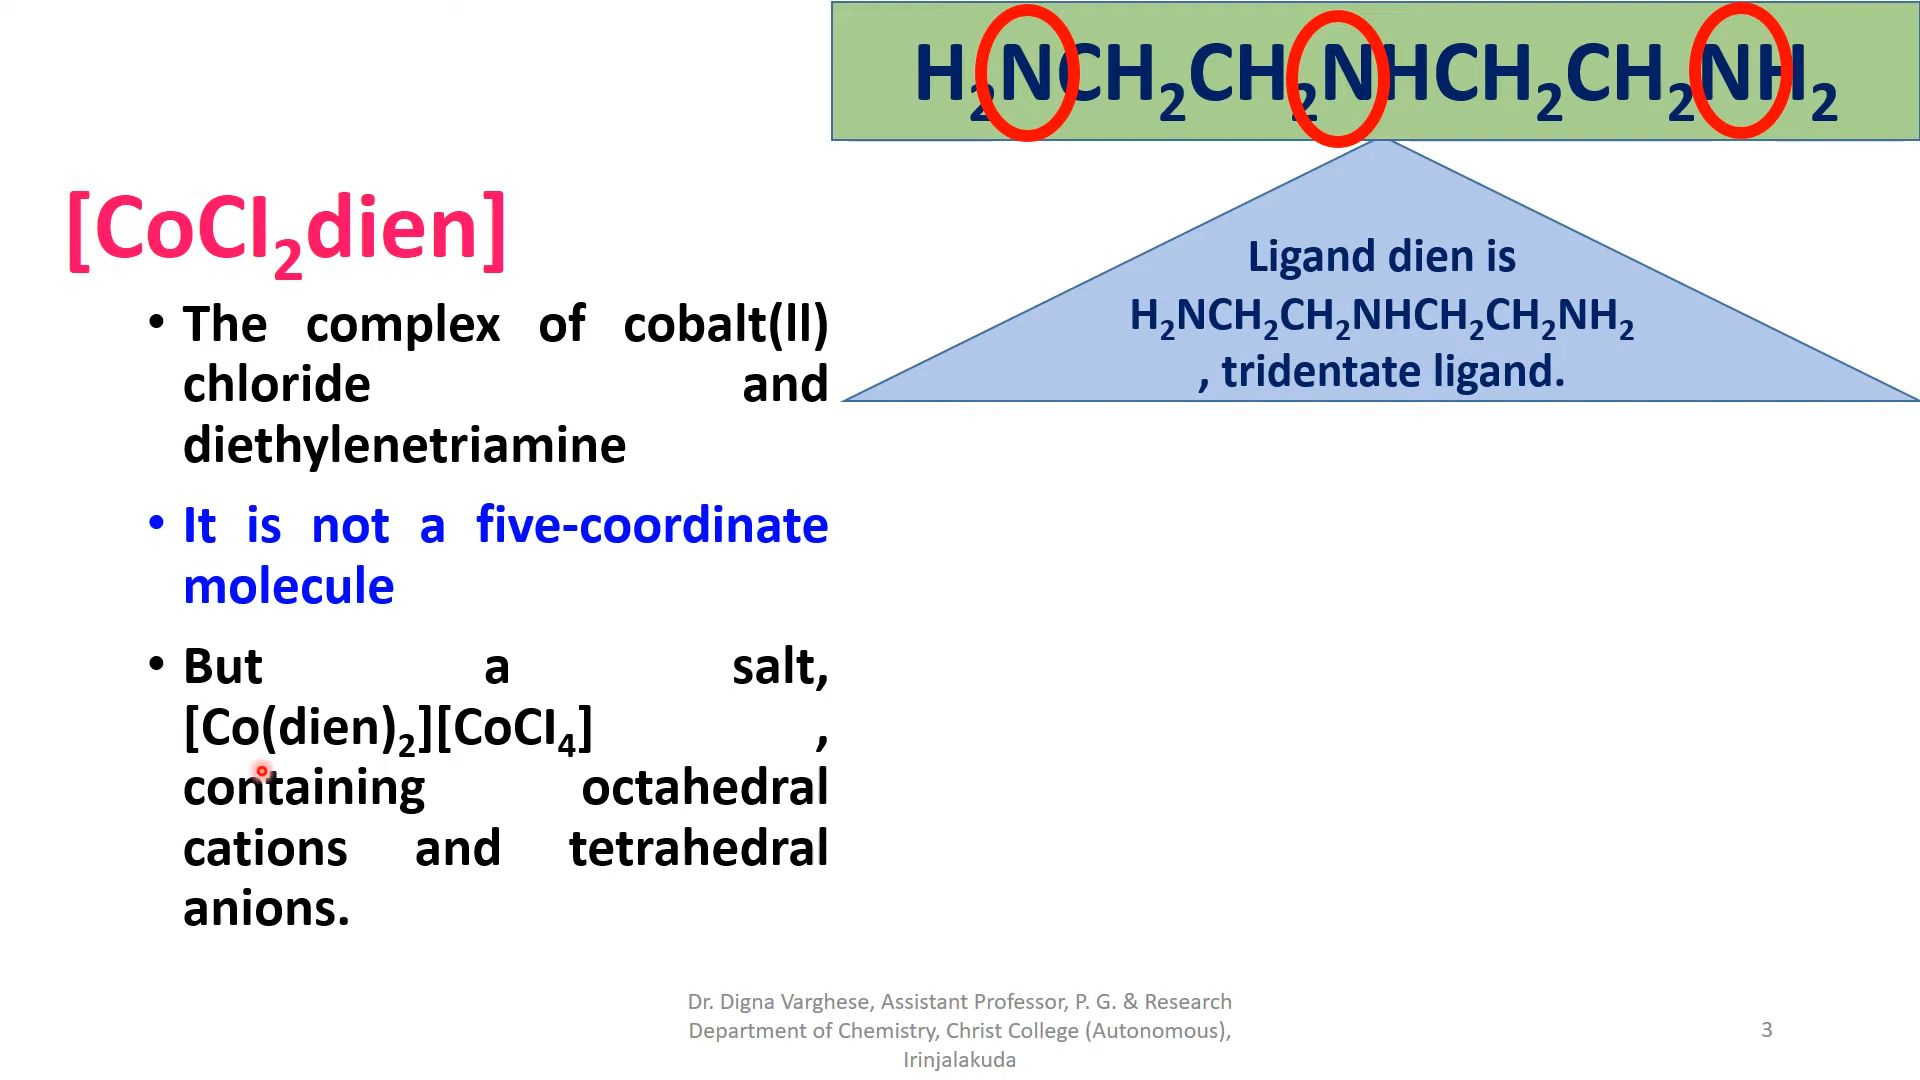 H₂NCH₂CH₂NHCH₂CH₂NH₂
[CoCl₂dien]
• The complex of cobalt(ll)
chloride and
diethylenetriamine
• It is not a five-coordinate
molecule
• But a salt,
[Co(dien)₂][CoCl₄] ,
containing octahedral
cations and tetrahedral
anions.
Ligand dien is
H₂NCH₂CH₂NHCH₂CH₂NH₂
, tridentate ligand.
Dr. Digna Varghese, Assistant Professor, P. G. & Research
Department of Chemistry, Christ College (Autonomous),
Irinjalakuda
3